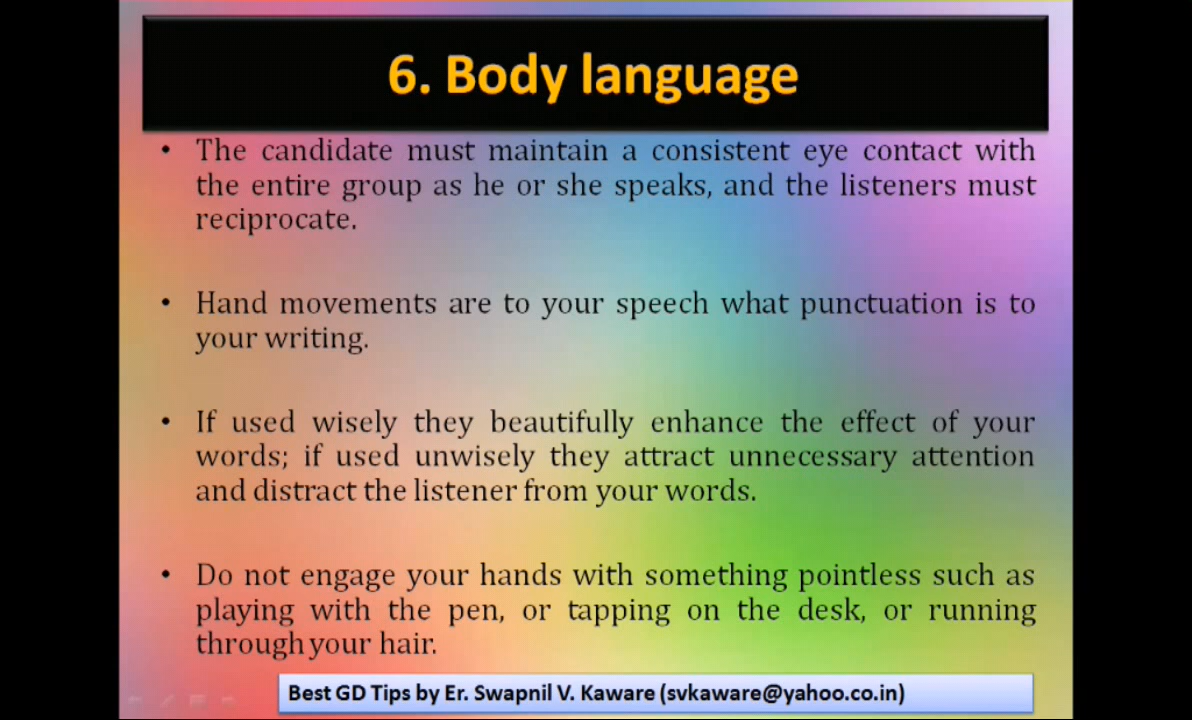 6. Body language
• The candidate must maintain a consistent eye contact with
the entire group as he or she speaks, and the listeners must
reciprocate.
• Hand movements are to your speech what punctuation is to
your writing.
• If used wisely they beautifully enhance the effect of your
words; if used unwisely they attract unnecessary attention
and distract the listener from your words.
• Do not engage your hands with something pointless such as
playing with the pen, or tapping on the desk, or running
through your hair.
Best GD Tips by Er. Swapnil V. Kaware (svkaware@yahoo.co.in)